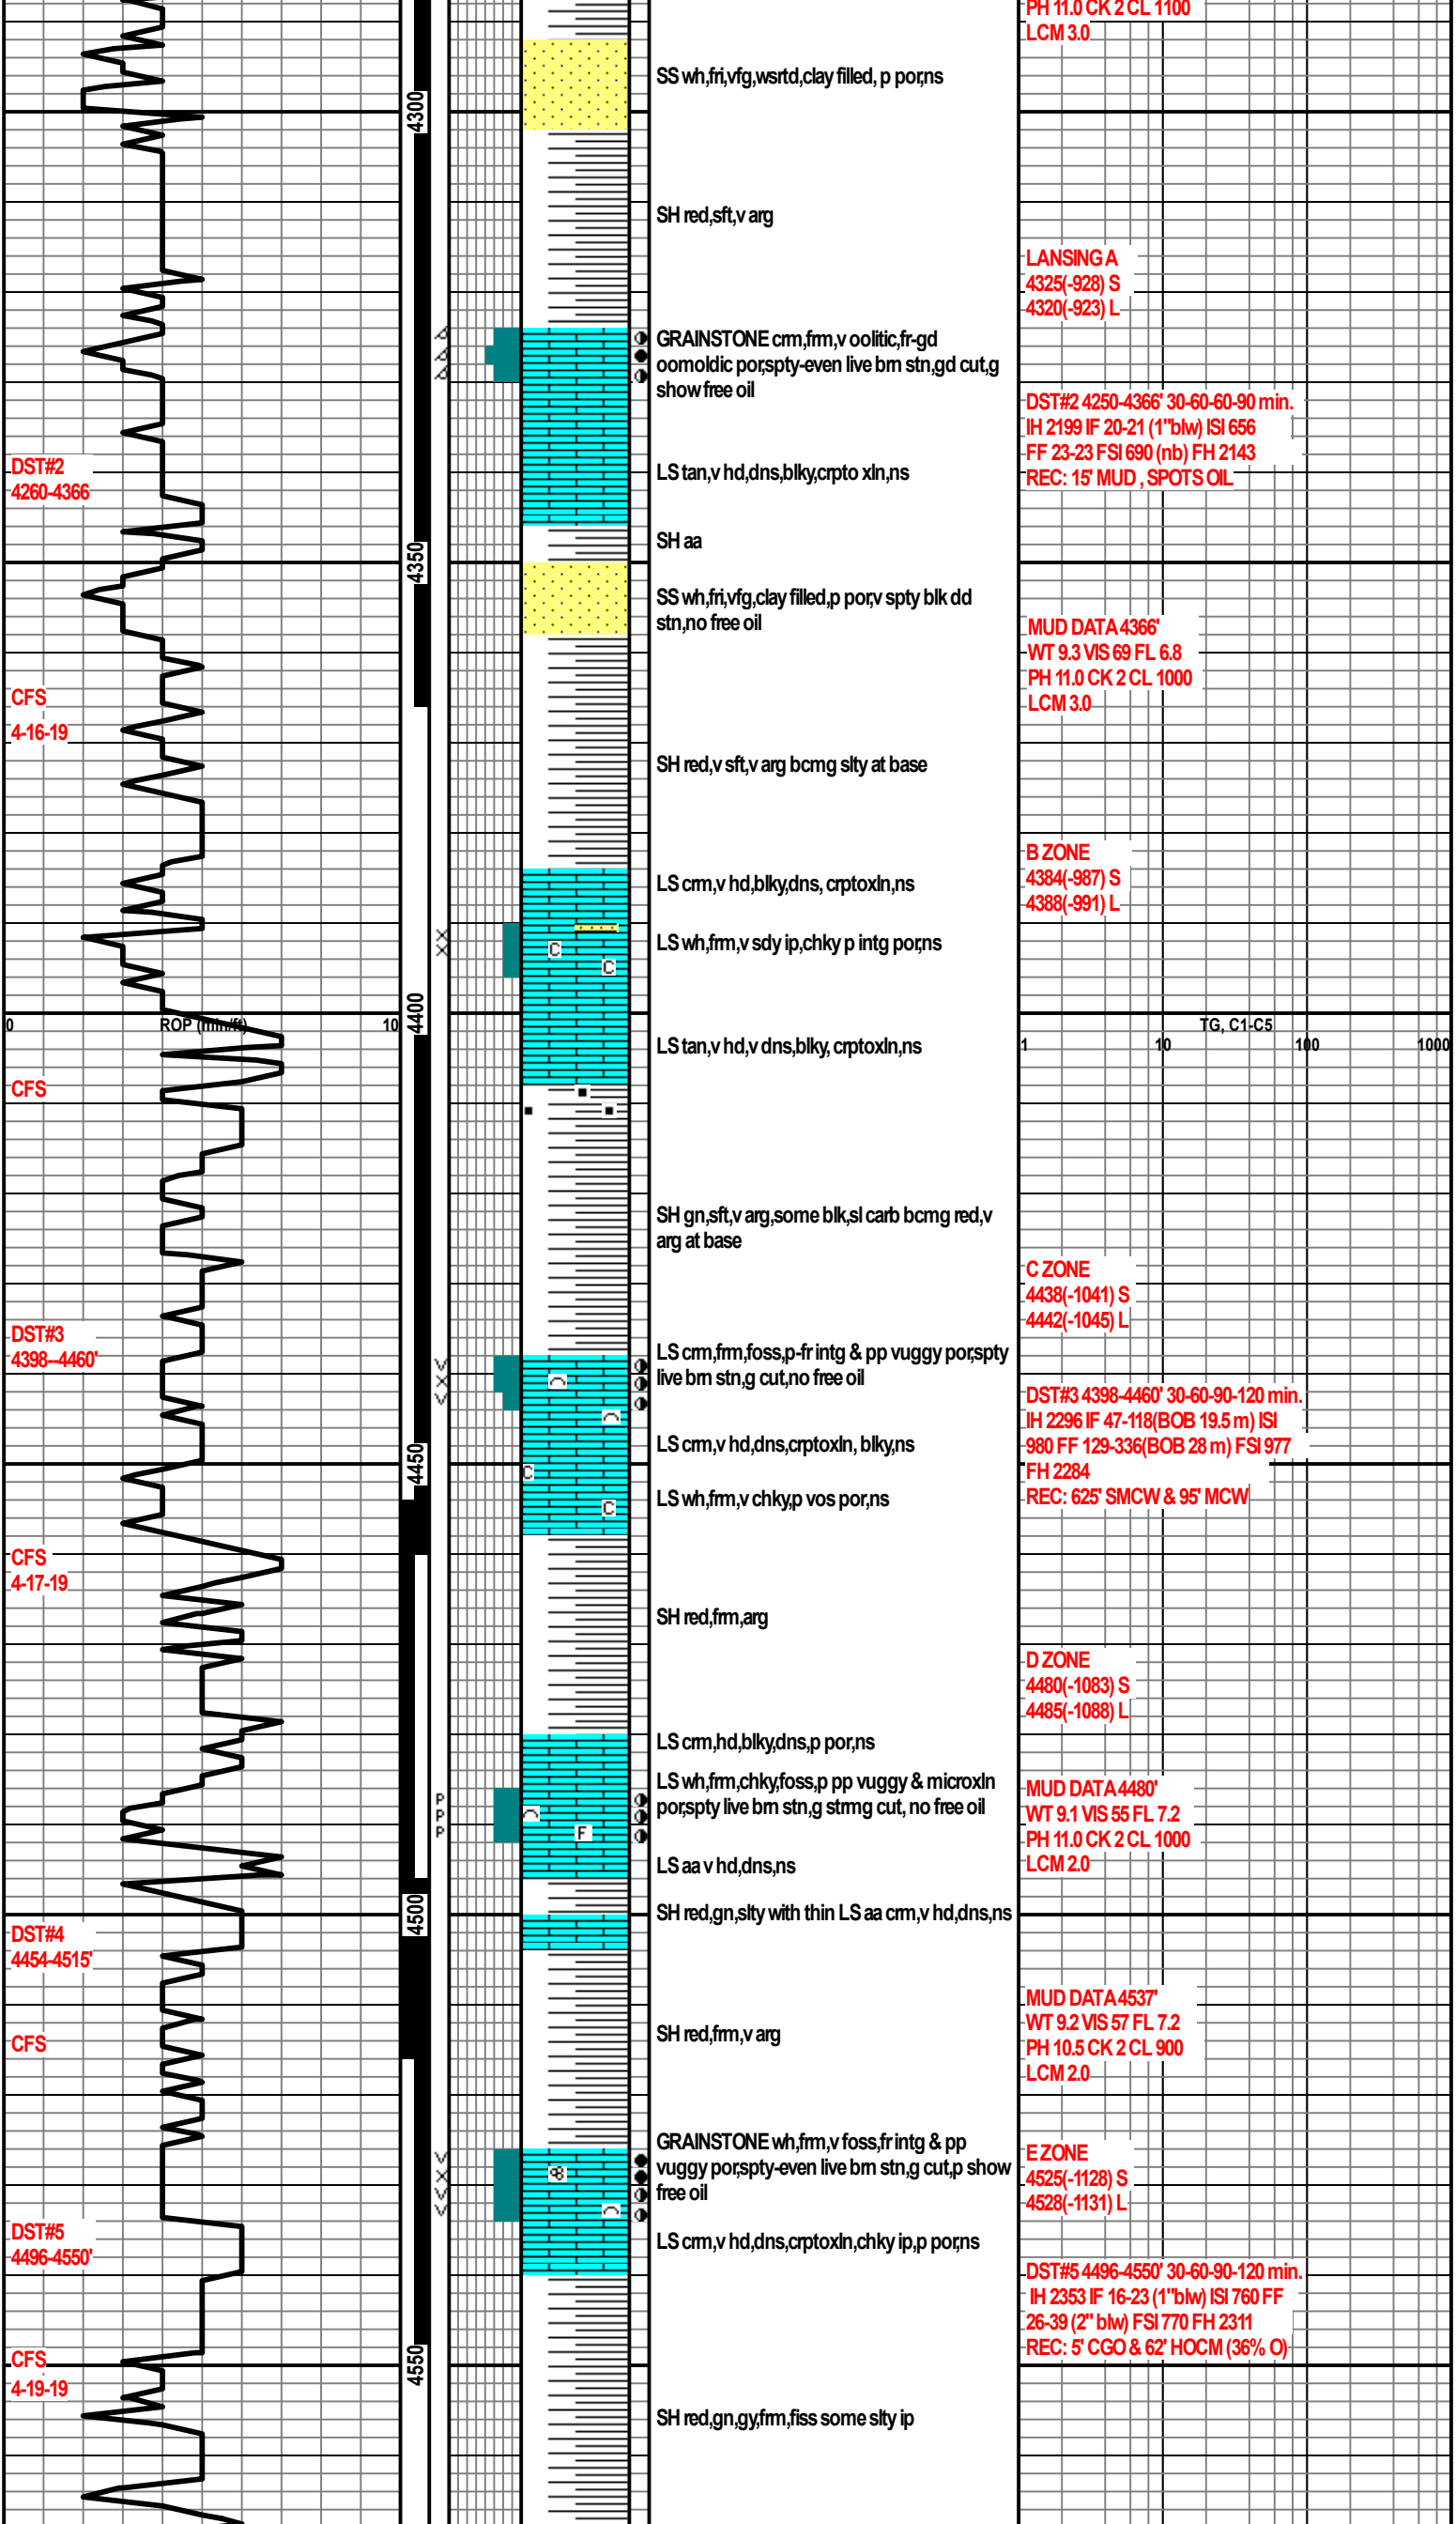 PH 11.0 CK 2 CL 1100
LCM 3.0
SS wh,fri,vfg,wsrtd,clay filled, p por,ns
4300
SH red,sft,v arg
LANSING A
4325(-928) S
4320(-923) L
GRAINSTONE crm,frm,v oolitic,fr-gd
oomoldic por,spty-even live brn stn,gd cut,g
show free oil
DST#2 4250-4366' 30-60-60-90 min.
IH 2199 IF 20-21 (1"blw) ISI 656
FF 23-23 FSI 690 (nb) FH 2143
REC: 15' MUD , SPOTS OIL
DST#2
4260-4366
LS tan,v hd,dns,blky,crpto xln,ns
SH aa
4350
SS wh,fri,vfg,clay filled,p por,v spty blk dd
stn,no free oil
MUD DATA 4366'
WT 9.3 VIS 69 FL 6.8
PH 11.0 CK 2 CL 1000
LCM 3.0
CFS
4-16-19
SH red,v sft,v arg bcmg slty at base
B ZONE
4384(-987) S
4388(-991) L
LS crm,v hd,blky,dns, crptoxln,ns
X
X
C
C
LS wh,frm,v sdy ip,chky p intg por,ns
4400
0 ROP (min/ft) 10
TG, C1-C5
1 10 100 1000
LS tan,v hd,v dns,blky, crptoxln,ns
CFS
SH gn,sft,v arg,some blk,sl carb bcmg red,v
arg at base
C ZONE
4438(-1041) S
4442(-1045) L
DST#3
4398--4460'
V
X
V
LS crm,frm,foss,p-fr intg & pp vuggy por,spty
live brn stn,g cut,no free oil
DST#3 4398-4460' 30-60-90-120 min.
IH 2296 IF 47-118(BOB 19.5 m) ISI
980 FF 129-336(BOB 28 m) FSI 977
FH 2284
REC: 625' SMCW & 95' MCW
LS crm,v hd,dns,crptoxln, blky,ns
4450
C
C
LS wh,frm,v chky,p vos por,ns
CFS
4-17-19
SH red,frm,arg
D ZONE
4480(-1083) S
4485(-1088) L
LS crm,hd,blky,dns,p por,ns
P
P
P
F
LS wh,frm,chky,foss,p pp vuggy & microxln
por,spty live brn stn,g strmg cut, no free oil
MUD DATA 4480'
WT 9.1 VIS 55 FL 7.2
PH 11.0 CK 2 CL 1000
LCM 2.0
LS aa v hd,dns,ns
4500
SH red,gn,slty with thin LS aa crm,v hd,dns,ns
DST#4
4454-4515'
MUD DATA 4537'
WT 9.2 VIS 57 FL 7.2
PH 10.5 CK 2 CL 900
LCM 2.0
CFS
SH red,frm,v arg
V
X
V
V
GRAINSTONE wh,frm,v foss,fr intg & pp
vuggy por,spty-even live brn stn,g cut,p show
free oil
E ZONE
4525(-1128) S
4528(-1131) L
DST#5
4496-4550'
LS crm,v hd,dns,crptoxln,chky ip,p por,ns
DST#5 4496-4550' 30-60-90-120 min.
IH 2353 IF 16-23 (1"blw) ISI 760 FF
26-39 (2" blw) FSI 770 FH 2311
REC: 5' CGO & 62' HOCM (36% O)
4550
CFS
4-19-19
SH red,gn,gy,frm,fiss some slty ip